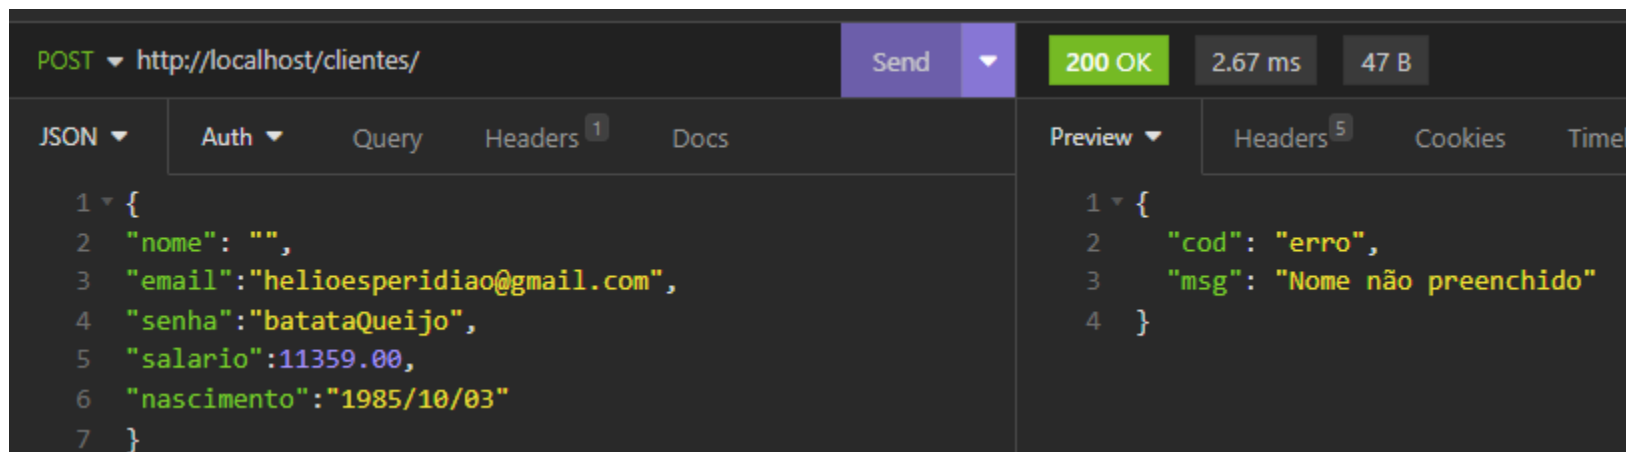 POST http://localhost/clientes/ Send 200 OK 2.67 ms 47 B
JSON Auth Query Headers 1 Docs Preview Headers 5 Cookies Timel
1 {
2 "nome": "",
3 "email":"helioesperidiao@gmail.com",
4 "senha":"batataQueijo",
5 "salario":11359.00,
6 "nascimento":"1985/10/03"
7 }
1 {
2 "cod": "erro",
3 "msg": "Nome não preenchido"
4 }